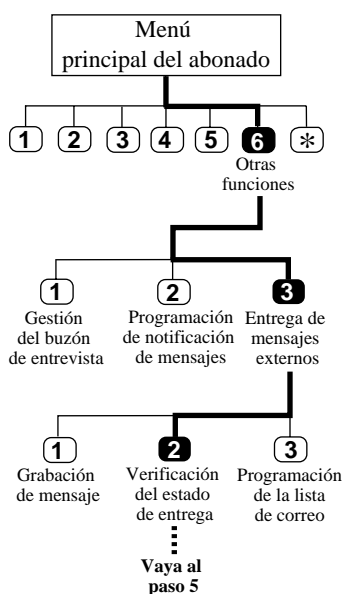 Menú
principal del abonado
1 2 3 4 5 6 *
Otras
funciones
1 2 3
Gestión
del buzón
de entrevista
Programación
de notificación
de mensajes
Entrega de
mensajes
externos
1 2 3
Grabación
de mensaje
Verificación
del estado
de entrega
Programación
de la lista
de correo
Vaya al
paso 5